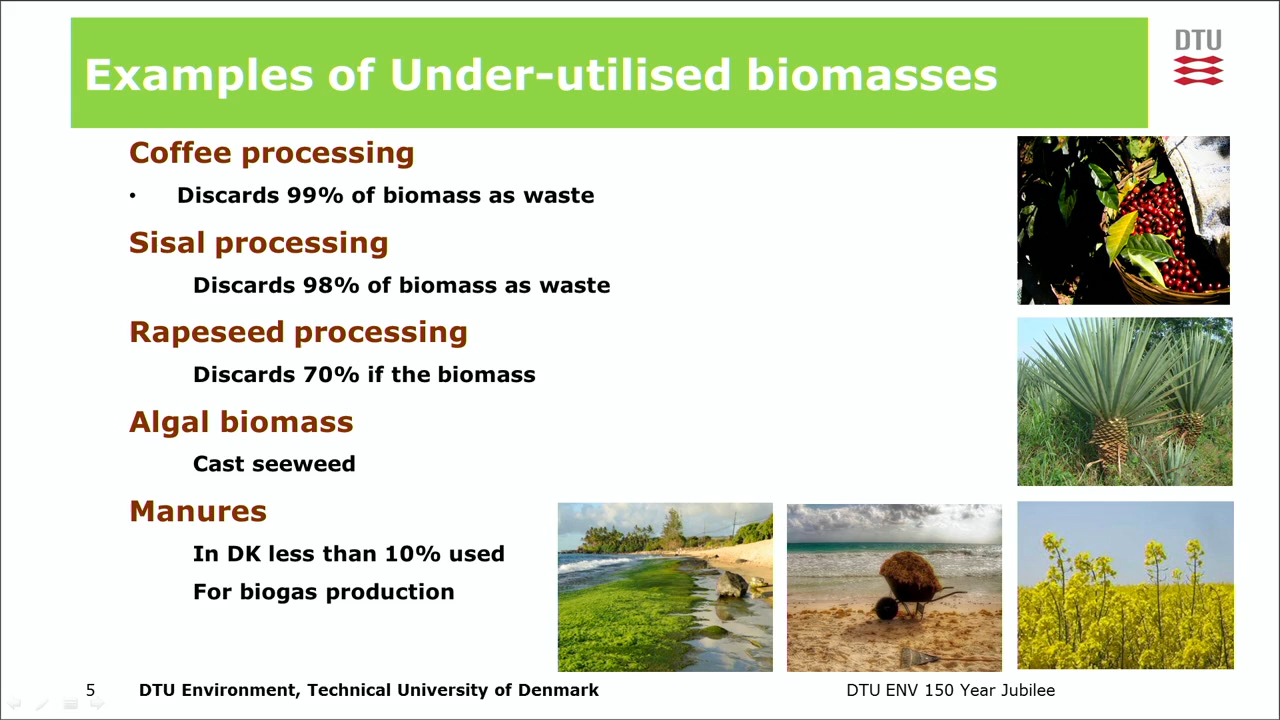 Examples of Under-utilised biomasses
DTU
Coffee processing
• Discards 99% of biomass as waste
Sisal processing
Discards 98% of biomass as waste
Rapeseed processing
Discards 70% if the biomass
Algal biomass
Cast seeweed
Manures
In DK less than 10% used
For biogas production
5 DTU Environment, Technical University of Denmark DTU ENV 150 Year Jubilee